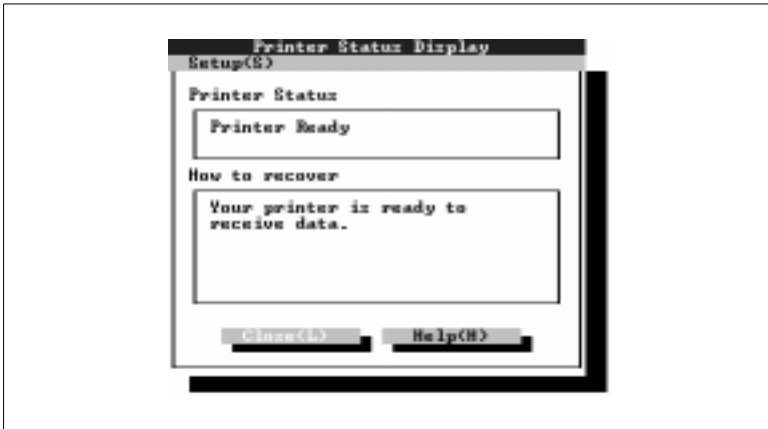 Printer Status Display
Setup(S)
Printer Status
Printer Ready
How to recover
Your printer is ready to
receive data.
Close(L)
Help(H)